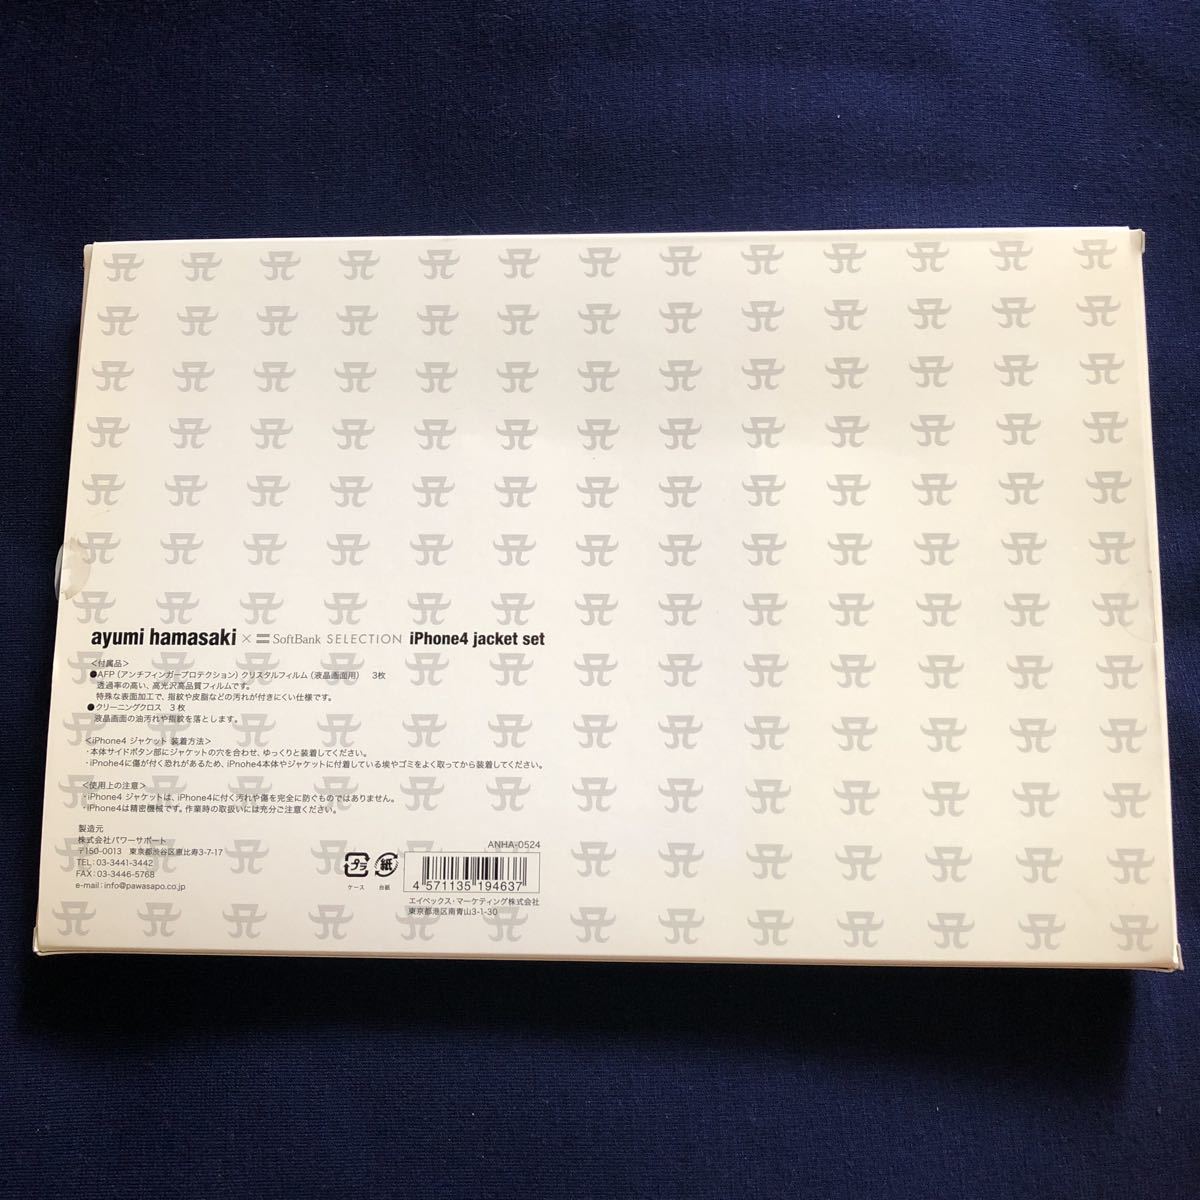 ayumi hamasaki × SoftBank SELECTION iPhone4 jacket set
<付属品>
●AFP(アンチフィンガープロテクション)クリスタルフィルム(液晶画面用) 3枚
透過率の高い、高光沢高品質フィルムです。
特殊な表面加工で、指紋や皮脂などの汚れが付きにくい仕様です。
●クリーニングクロス 3枚
液晶画面の油汚れや指紋を落とします。
<iPhone4 ジャケット 装着方法>
・本体サイドボタン部にジャケットの穴を合わせ、ゆっくりと装着してください。
・iPnohe4に傷が付く恐れがあるため、iPnohe4本体やジャケットに付着している埃やゴミをよく取ってから装着してください。
<使用上の注意>
・iPhone4 ジャケットは、iPhone4に付く汚れや傷を完全に防ぐものではありません。
・iPhone4は精密機械です。作業時の取扱いには充分ご注意ください。
製造元
株式会社パワーサポート
〒150-0013 東京都渋谷区恵比寿3-7-17
TEL:03-3441-3442
FAX:03-3446-5768
e-mail:info@pawasapo.co.jp
プラ
ケース
紙
台紙
ANHA-0524
4 571135 194637
エイベックス・マーケティング株式会社
東京都港区南青山3-1-30